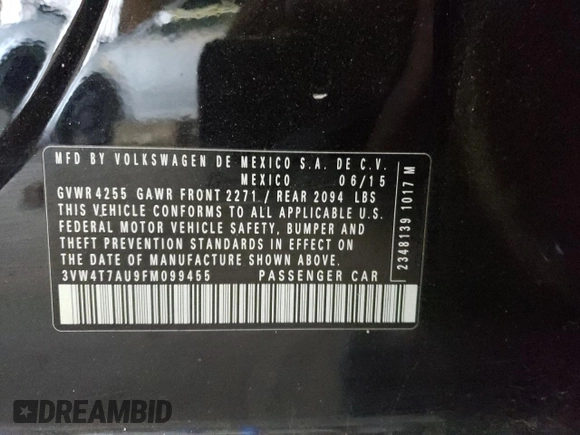 MFD BY VOLKSWAGEN DE MEXICO S.A. DE C.V.
MEXICO 06/15
GVWR 4255 GAWR FRONT 2271 / REAR 2094 LBS
THIS VEHICLE CONFORMS TO ALL APPLICABLE U.S.
FEDERAL MOTOR VEHICLE SAFETY, BUMPER AND
THEFT PREVENTION STANDARDS IN EFFECT ON
THE DATE OF MANUFACTURE SHOWN ABOVE.
3VW4T7AU9FM099455 PASSENGER CAR
2348139 1017 M
DREAMBID